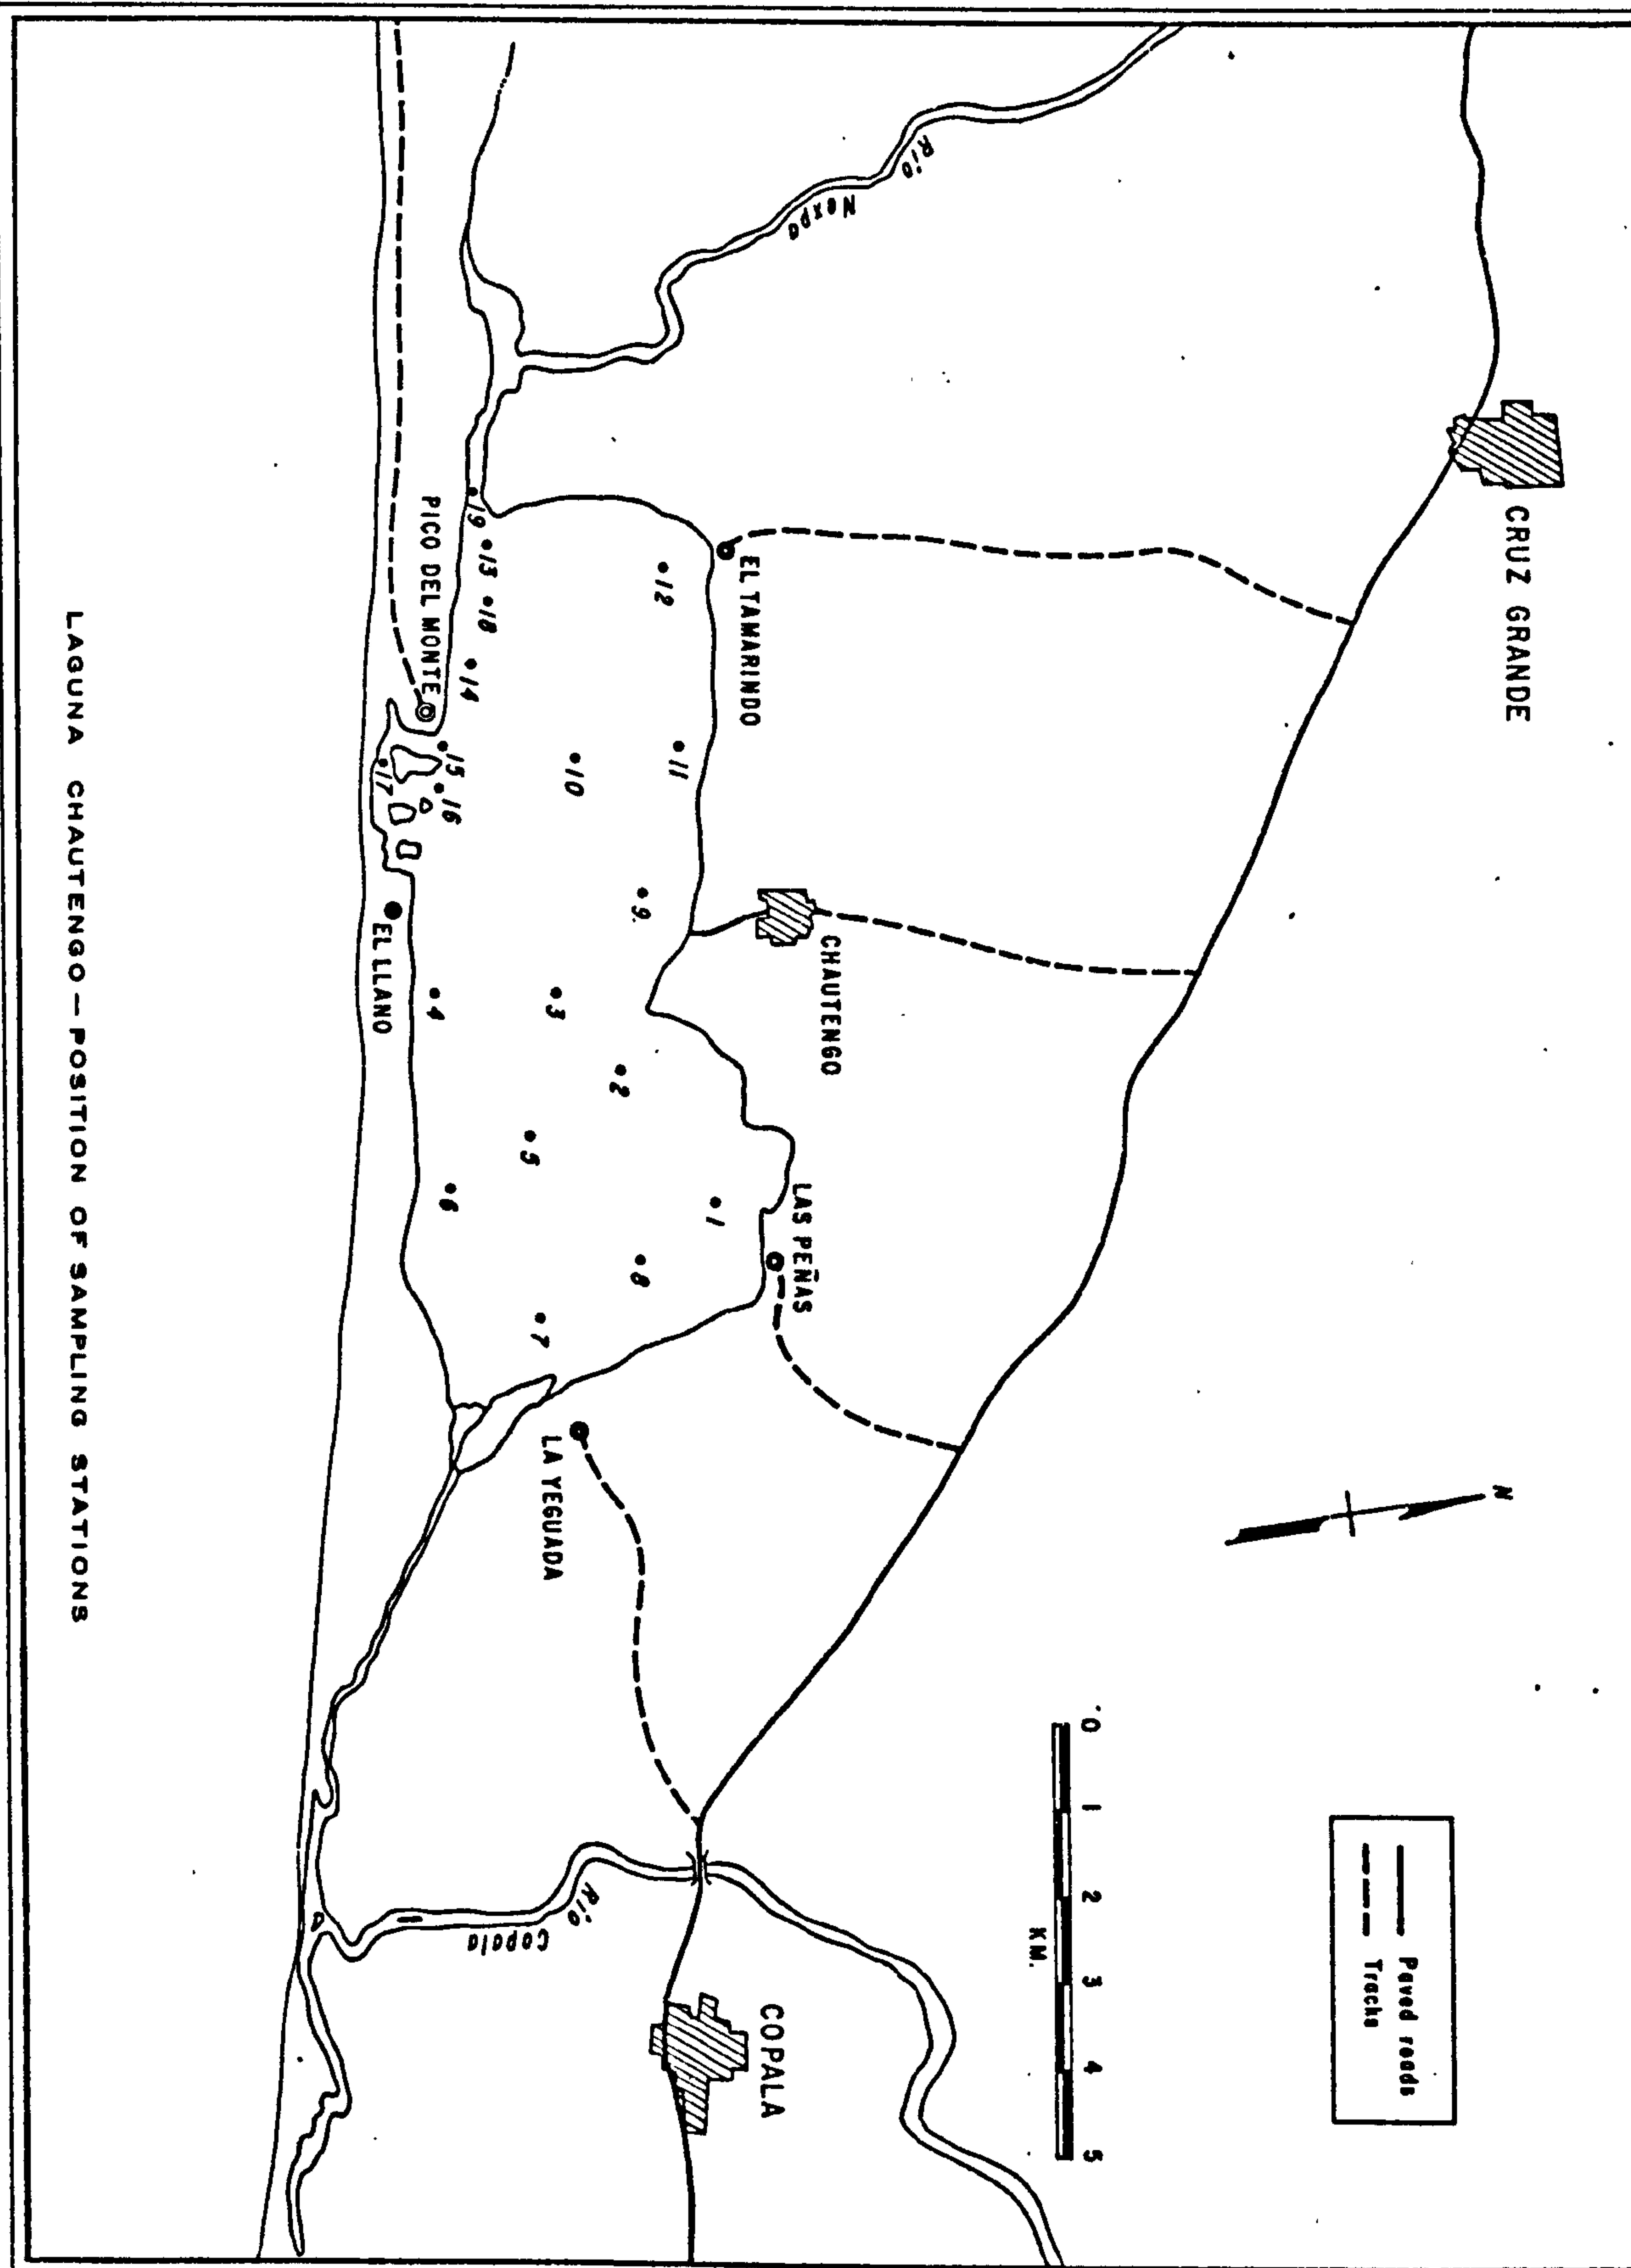 CRUZ GRANDE
N
0 1 2 3 4 5
KM.
Paved roads
Tracks
Río
Nexpa
EL TAMARINDO
CHAUTENGO
LAS PEÑAS
LA YEGUADA
COPALA
Río
Copala
PICO DEL MONTE
EL LLANO
19
13
18
14
12
15
16
17
10
11
9
4
3
2
5
6
1
8
7
LAGUNA CHAUTENGO — POSITION OF SAMPLING STATIONS